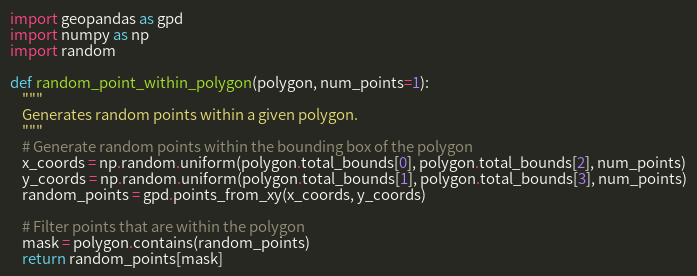 import geopandas as gpd
import numpy as np
import random

def random_point_within_polygon(polygon, num_points=1):
    """
    Generates random points within a given polygon.
    """
    # Generate random points within the bounding box of the polygon
    x_coords = np.random.uniform(polygon.total_bounds[0], polygon.total_bounds[2], num_points)
    y_coords = np.random.uniform(polygon.total_bounds[1], polygon.total_bounds[3], num_points)
    random_points = gpd.points_from_xy(x_coords, y_coords)

    # Filter points that are within the polygon
    mask = polygon.contains(random_points)
    return random_points[mask]